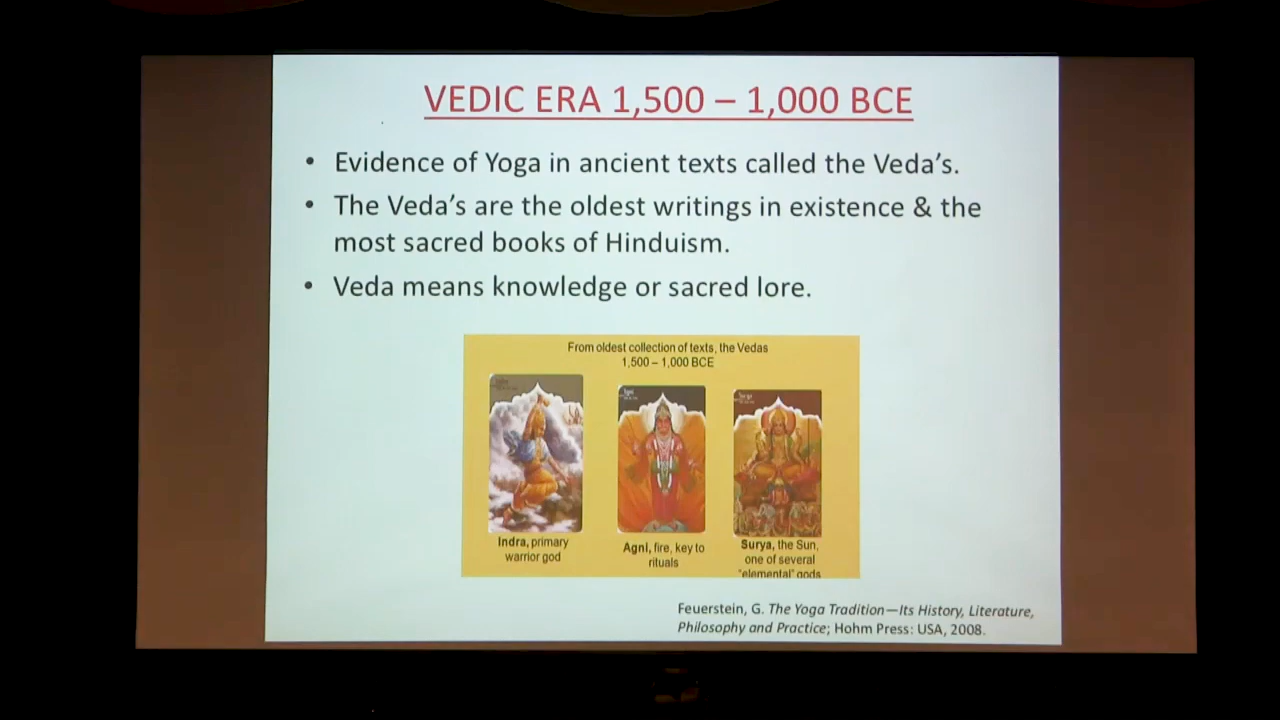 VEDIC ERA 1,500 – 1,000 BCE
• Evidence of Yoga in ancient texts called the Veda’s.
• The Veda’s are the oldest writings in existence & the
most sacred books of Hinduism.
• Veda means knowledge or sacred lore.
From oldest collection of texts, the Vedas
1,500 – 1,000 BCE
Indra, primary
warrior god
Agni, fire, key to
rituals
Surya, the Sun,
one of several
"elemental" gods
Feuerstein, G. The Yoga Tradition—Its History, Literature,
Philosophy and Practice; Hohm Press: USA, 2008.